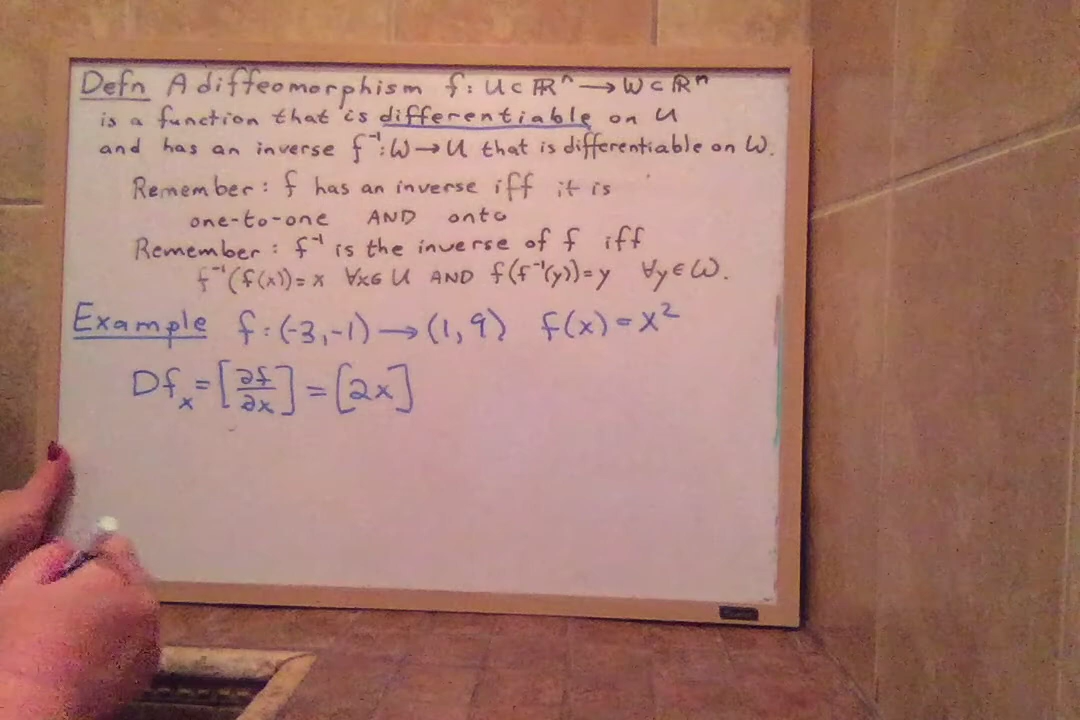 Defn A diffeomorphism f: U⊂ℝⁿ → W⊂ℝⁿ
is a function that is differentiable on U
and has an inverse f⁻¹: W→U that is differentiable on W.
Remember: f has an inverse iff it is
one-to-one AND onto
Remember: f⁻¹ is the inverse of f iff
f⁻¹(f(x))=x ∀x∈U AND f(f⁻¹(y))=y ∀y∈W.
Example f:(-3,-1)→(1,9) f(x)=x²
Df_x=[∂f/∂x]=[2x]